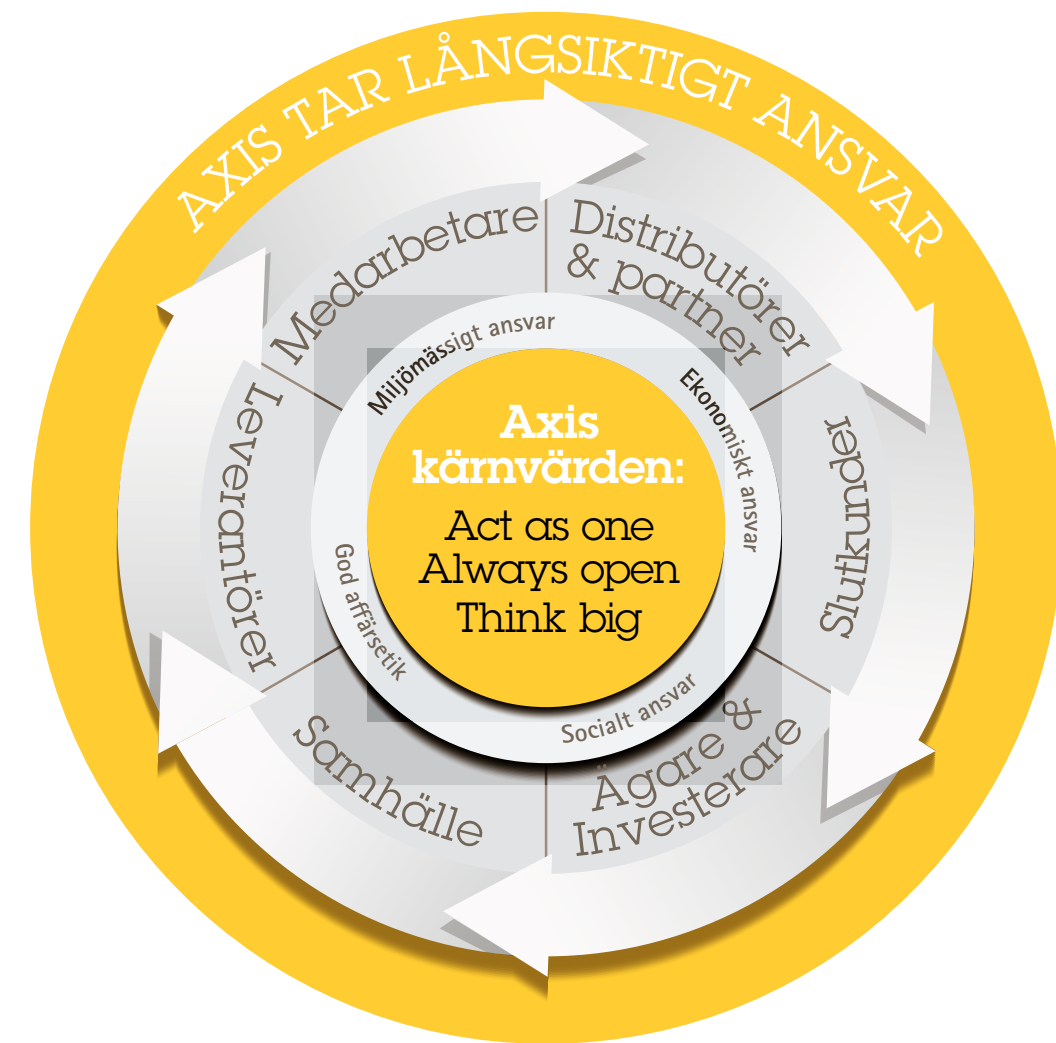 AXIS TAR LÅNGSIKTIGT ANSVAR
Medarbetare
Distributörer
& partner
Slutkunder
Ägare &
Investerare
Samhälle
Leverantörer
Miljömässigt ansvar
Ekonomiskt ansvar
Socialt ansvar
God affärsetik
Axis
kärnvärden:
Act as one
Always open
Think big